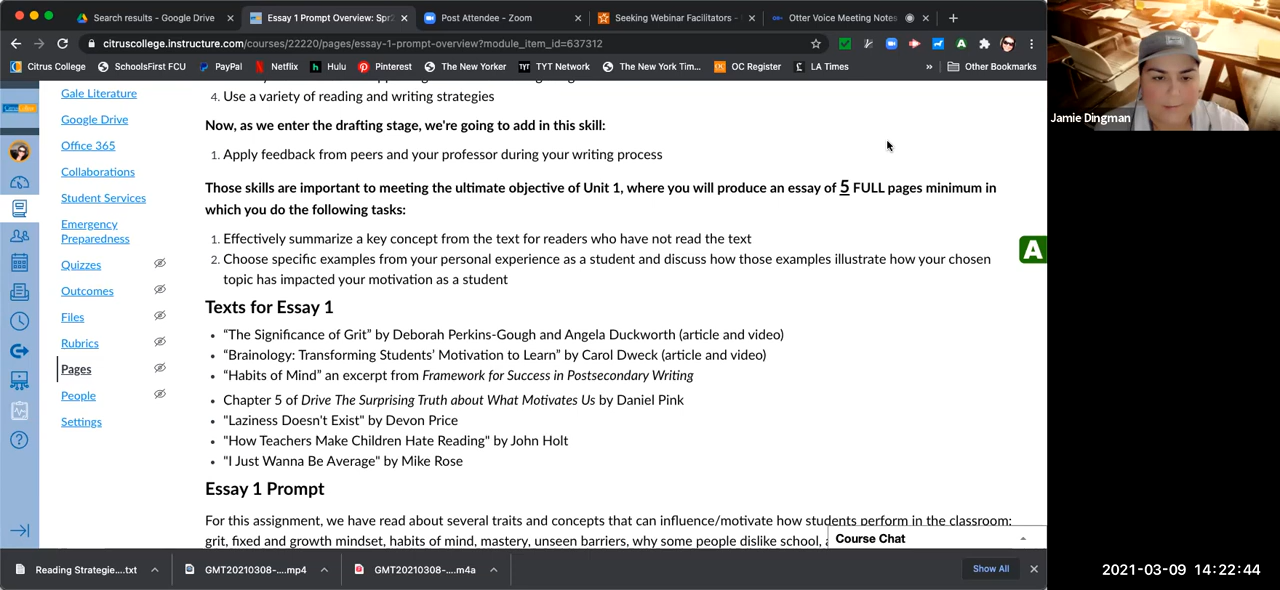 Search results - Google Drive
Essay 1 Prompt Overview: Spr2
Post Attendee - Zoom
Seeking Webinar Facilitators -
Otter Voice Meeting Notes
citruscollege.instructure.com/courses/22220/pages/essay-1-prompt-overview?module_item_id=637312
Citrus College
SchoolsFirst FCU
PayPal
Netflix
Hulu
Pinterest
The New Yorker
TYT Network
The New York Tim...
OC Register
LA Times
»
Other Bookmarks
Jamie Dingman
Gale Literature
Google Drive
Office 365
Collaborations
Student Services
Emergency
Preparedness
Quizzes
Outcomes
Files
Rubrics
Pages
People
Settings
4. Use a variety of reading and writing strategies
Now, as we enter the drafting stage, we're going to add in this skill:
1. Apply feedback from peers and your professor during your writing process
Those skills are important to meeting the ultimate objective of Unit 1, where you will produce an essay of 5 FULL pages minimum in
which you do the following tasks:
1. Effectively summarize a key concept from the text for readers who have not read the text
2. Choose specific examples from your personal experience as a student and discuss how those examples illustrate how your chosen
topic has impacted your motivation as a student
Texts for Essay 1
• “The Significance of Grit” by Deborah Perkins-Gough and Angela Duckworth (article and video)
• “Brainology: Transforming Students’ Motivation to Learn” by Carol Dweck (article and video)
• “Habits of Mind” an excerpt from Framework for Success in Postsecondary Writing
• Chapter 5 of Drive The Surprising Truth about What Motivates Us by Daniel Pink
• "Laziness Doesn't Exist" by Devon Price
• "How Teachers Make Children Hate Reading" by John Holt
• "I Just Wanna Be Average" by Mike Rose
Essay 1 Prompt
For this assignment, we have read about several traits and concepts that can influence/motivate how students perform in the classroom:
grit, fixed and growth mindset, habits of mind, mastery, unseen barriers, why some people dislike school,
Course Chat
A
Reading Strategie....txt
GMT20210308-....mp4
GMT20210308-....m4a
Show All
2021-03-09 14:22:44